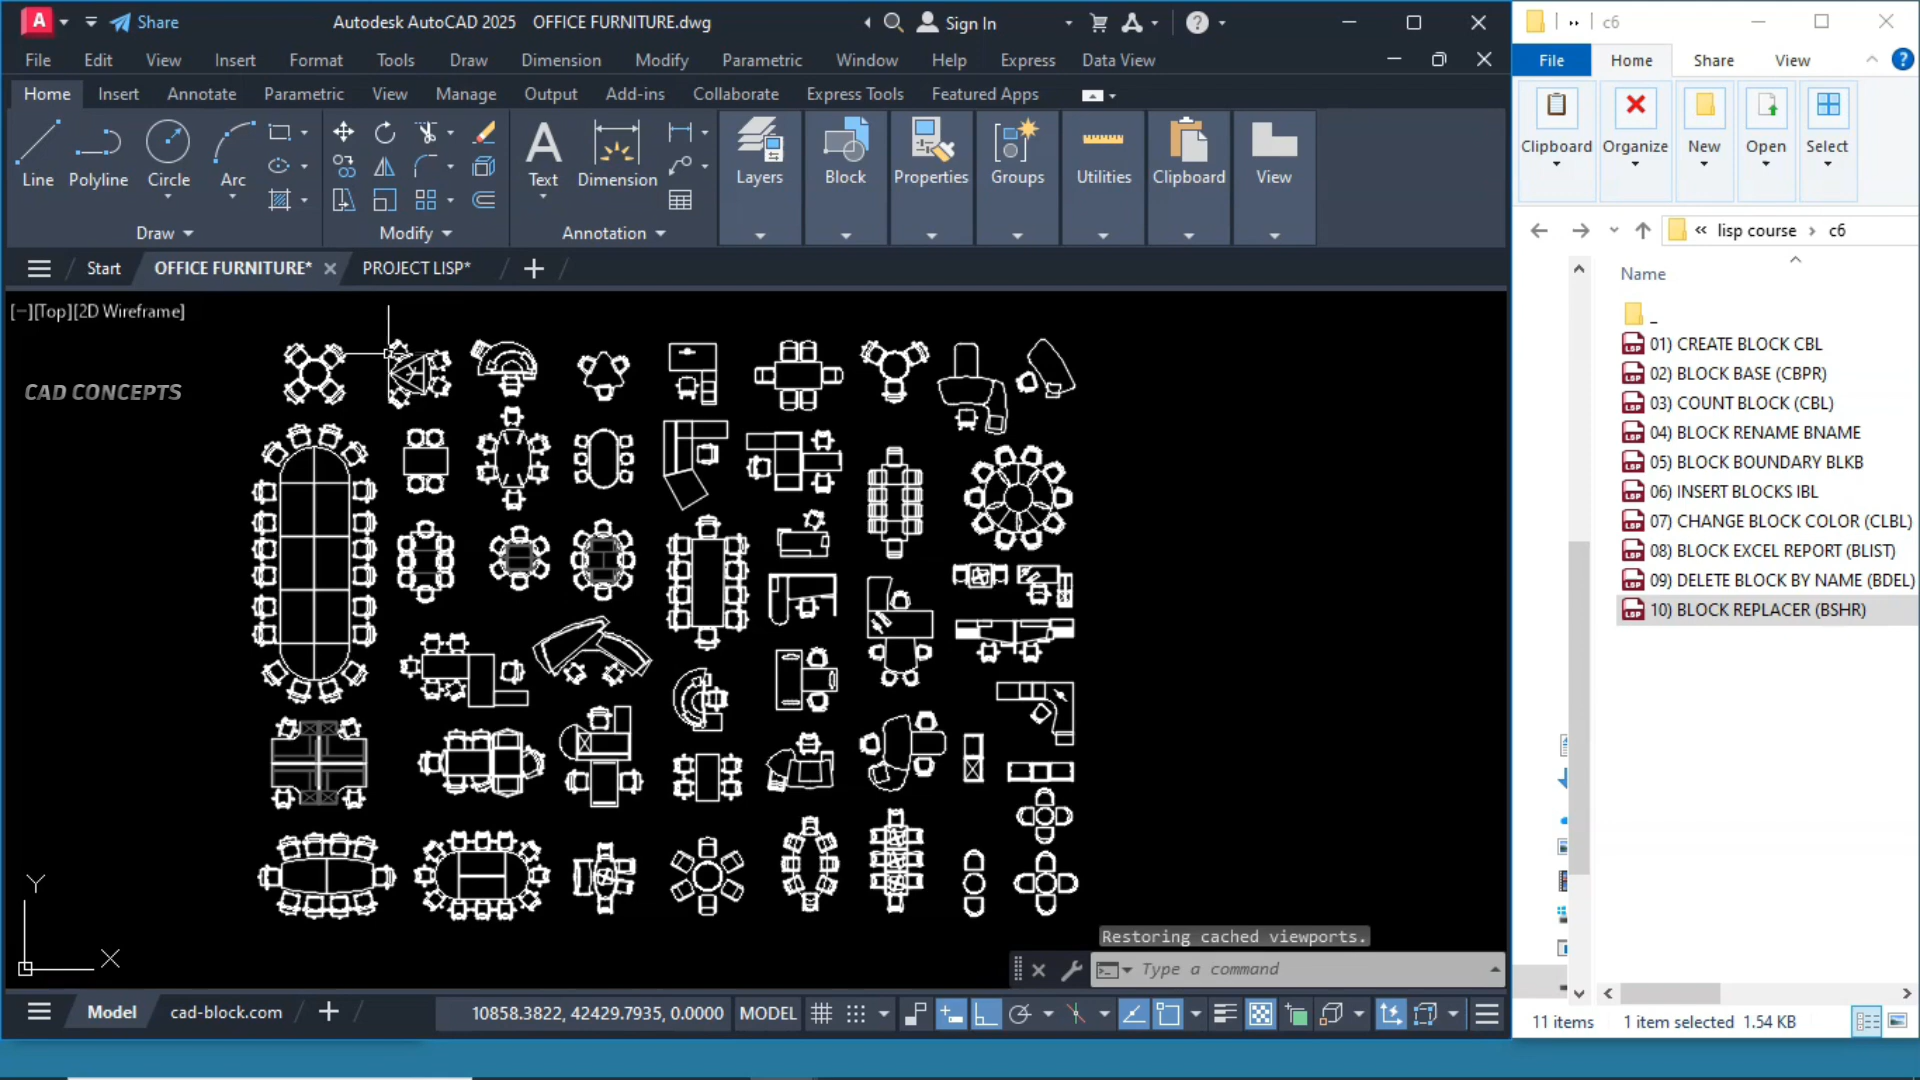 A Share Autodesk AutoCAD 2025 OFFICE FURNITURE.dwg Sign In
File Edit View Insert Format Tools Draw Dimension Modify Parametric Window Help Express Data View
Home Insert Annotate Parametric View Manage Output Add-ins Collaborate Express Tools Featured Apps
Line Polyline Circle Arc
Text Dimension
Layers Block Properties Groups Utilities Clipboard View
Draw Modify Annotation
Start OFFICE FURNITURE* PROJECT LISP*
[−][Top][2D Wireframe]
CAD CONCEPTS
Y
X
Restoring cached viewports.
Type a command
Model cad-block.com
10858.3822, 42429.7935, 0.0000 MODEL
c6
File Home Share View
Clipboard Organize New Open Select
« lisp course › c6
Name
_
01) CREATE BLOCK CBL
02) BLOCK BASE (CBPR)
03) COUNT BLOCK (CBL)
04) BLOCK RENAME BNAME
05) BLOCK BOUNDARY BLKB
06) INSERT BLOCKS IBL
07) CHANGE BLOCK COLOR (CLBL)
08) BLOCK EXCEL REPORT (BLIST)
09) DELETE BLOCK BY NAME (BDEL)
10) BLOCK REPLACER (BSHR)
11 items 1 item selected 1.54 KB